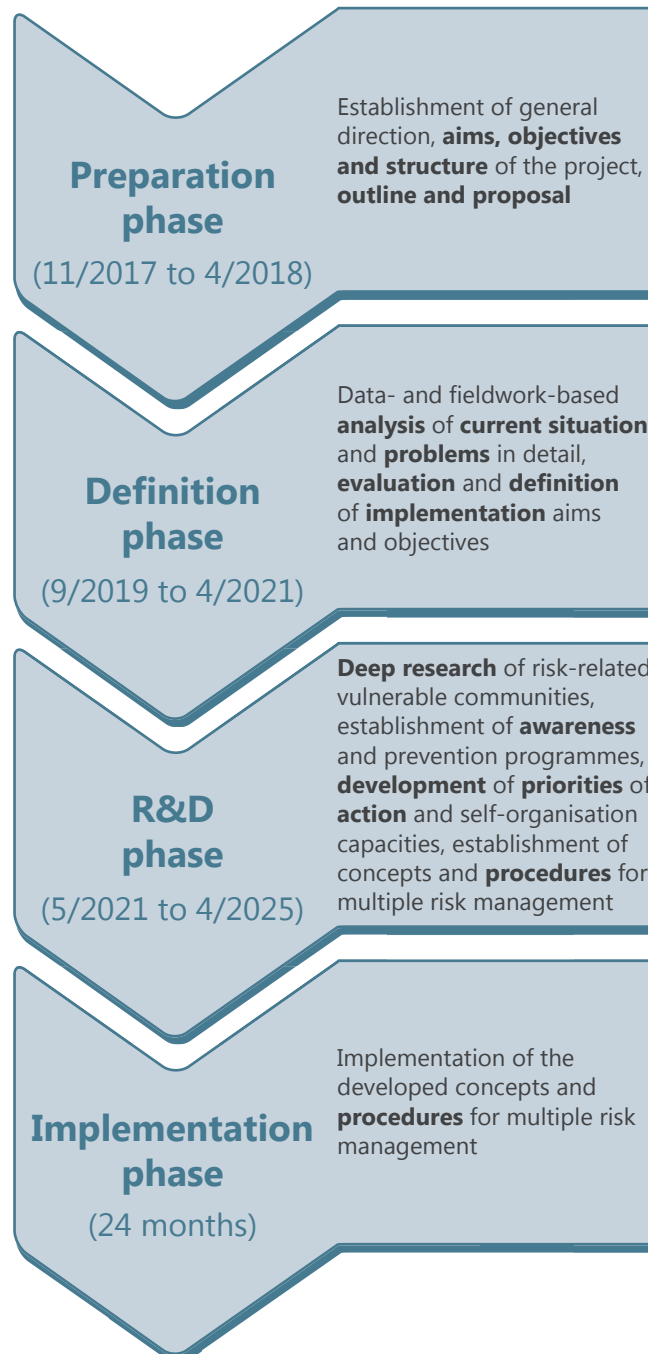 Preparation
phase
(11/2017 to 4/2018)
Establishment of general
direction, aims, objectives
and structure of the project,
outline and proposal
Definition
phase
(9/2019 to 4/2021)
Data- and fieldwork-based
analysis of current situation
and problems in detail,
evaluation and definition
of implementation aims
and objectives
R&D
phase
(5/2021 to 4/2025)
Deep research of risk-related
vulnerable communities,
establishment of awareness
and prevention programmes,
development of priorities of
action and self-organisation
capacities, establishment of
concepts and procedures for
multiple risk management
Implementation
phase
(24 months)
Implementation of the
developed concepts and
procedures for multiple risk
management